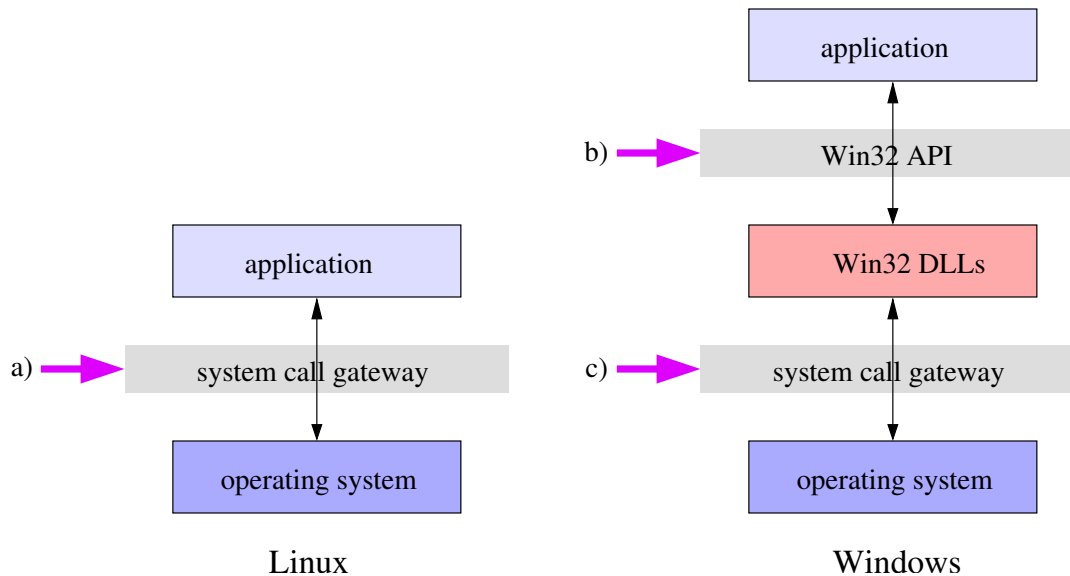 application
system call gateway
operating system
a)
Linux
application
Win32 API
b)
Win32 DLLs
system call gateway
c)
operating system
Windows